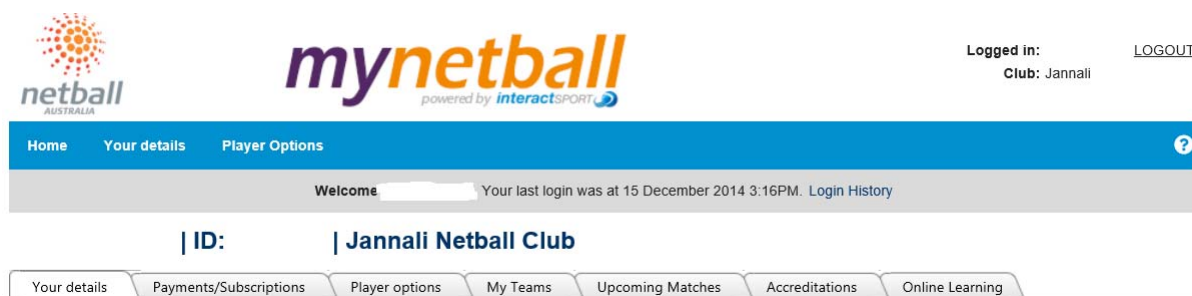 netball
AUSTRALIA
mynetball
powered by interactSPORT
Logged in:
LOGOUT
Club: Jannali
Home Your details Player Options ?
Welcome Your last login was at 15 December 2014 3:16PM. Login History
| ID: | Jannali Netball Club
Your details Payments/Subscriptions Player options My Teams Upcoming Matches Accreditations Online Learning